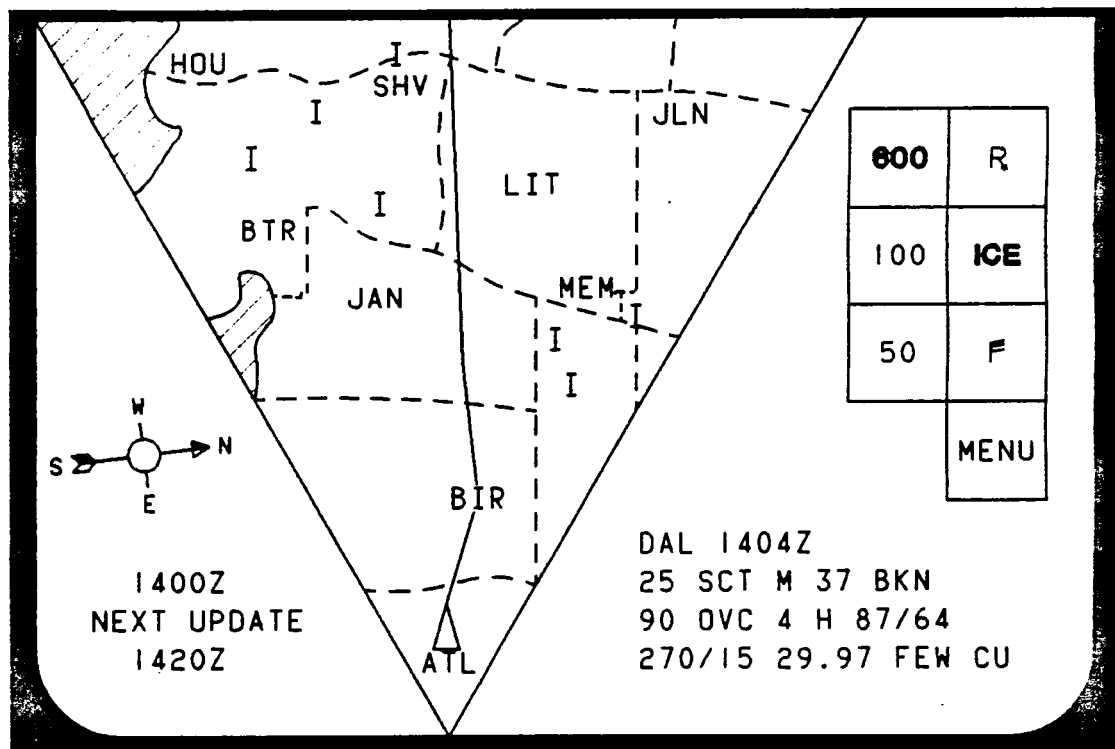 HOU
I
SHV
I
JLN
I
LIT
I
BTR
JAN
MEM
I
I
I
BIR
ATL
600 R
100 ICE
50 F
MENU
W
S N
E
1400Z
NEXT UPDATE
1420Z
DAL 1404Z
25 SCT M 37 BKN
90 OVC 4 H 87/64
270/15 29.97 FEW CU